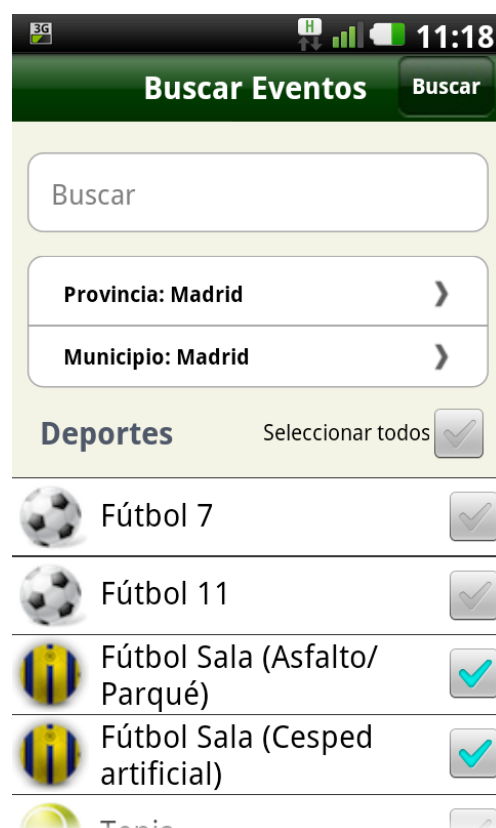 3G
H
11:18
Buscar Eventos
Buscar
Buscar
Provincia: Madrid
Municipio: Madrid
Deportes
Seleccionar todos
Fútbol 7
Fútbol 11
Fútbol Sala (Asfalto/
Parqué)
Fútbol Sala (Cesped
artificial)
Tenis